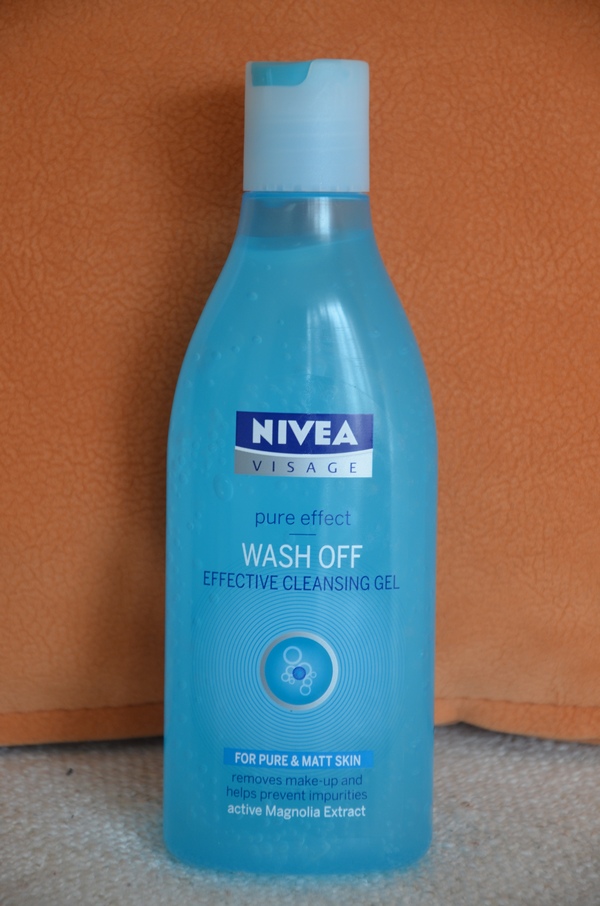 NIVEA
VISAGE
pure effect
WASH OFF
EFFECTIVE CLEANSING GEL
FOR PURE & MATT SKIN
removes make-up and
helps prevent impurities
active Magnolia Extract